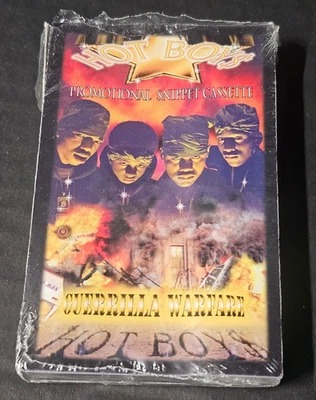 HOT BOYS
PROMOTIONAL SNIPPET CASSETTE
GUERRILLA WARFARE
HOT BOYS